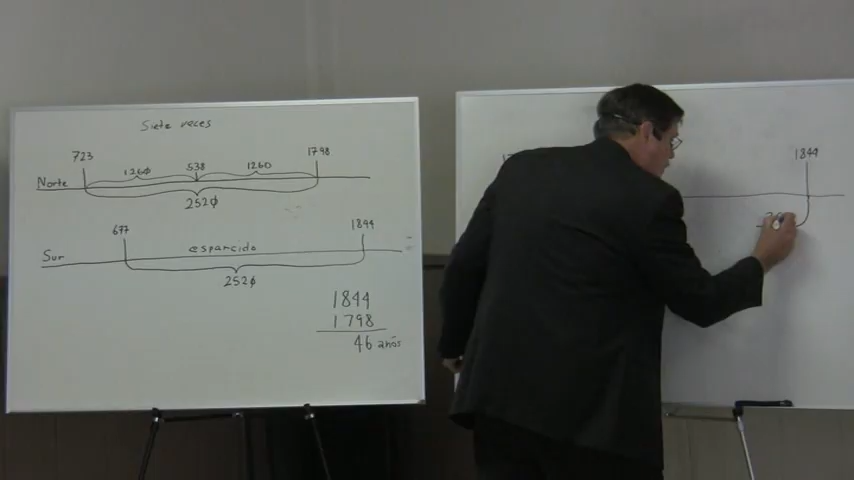 Siete veces
723 1260 538 1260 1798
Norte
2520
677 esparcido 1844
Sur
2520
1844
1798
46 años
1844